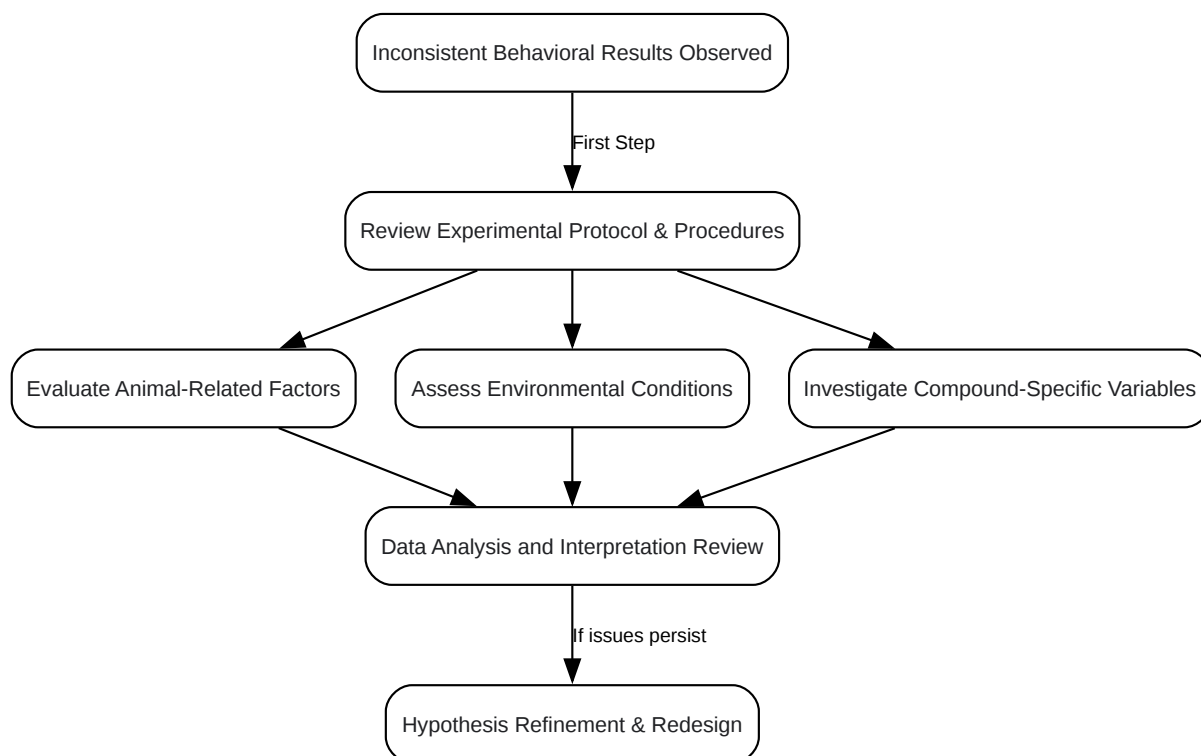 Inconsistent Behavioral Results Observed
First Step
Review Experimental Protocol & Procedures
Evaluate Animal-Related Factors
Assess Environmental Conditions
Investigate Compound-Specific Variables
Data Analysis and Interpretation Review
If issues persist
Hypothesis Refinement & Redesign